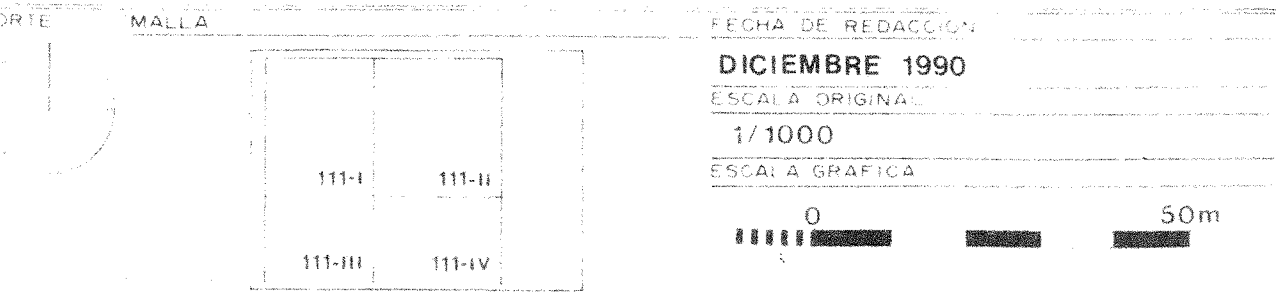 ORTE MALLA
111-I 111-II
111-III 111-IV
FECHA DE REDACCION
DICIEMBRE 1990
ESCALA ORIGINAL
1/1000
ESCALA GRAFICA
0 50m